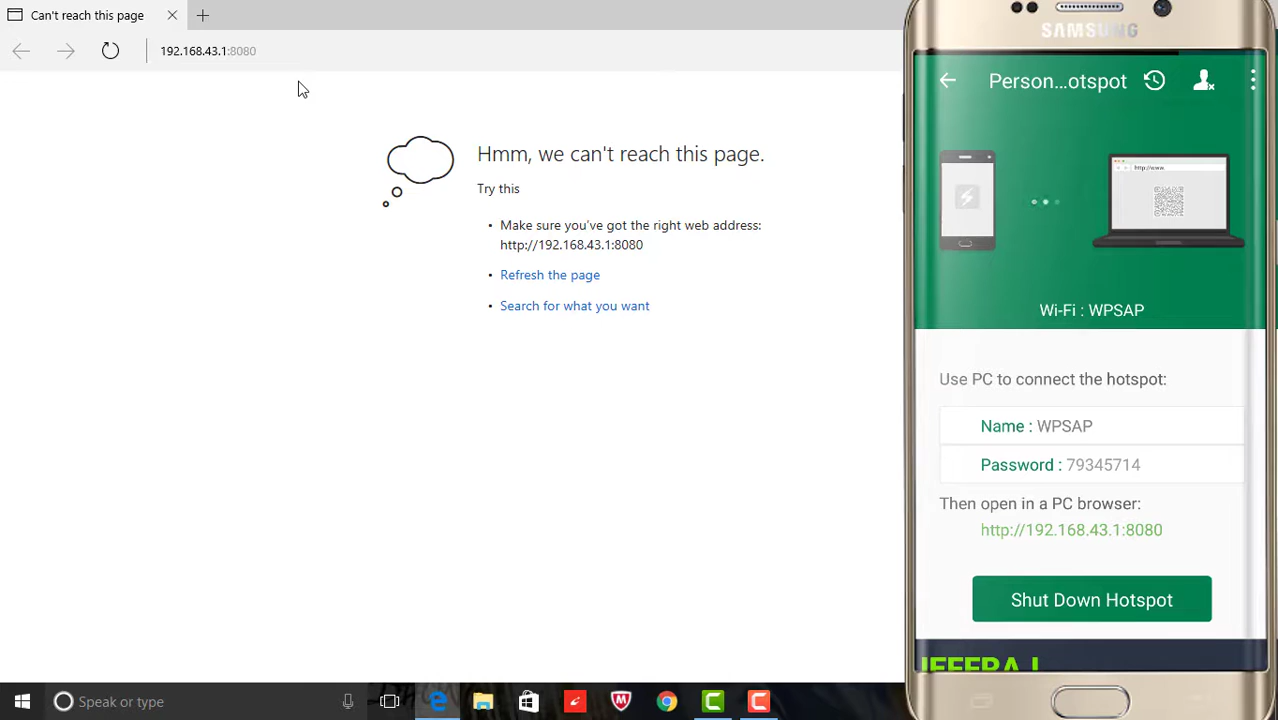 Can't reach this page
192.168.43.1:8080
Hmm, we can't reach this page.
Try this
Make sure you've got the right web address:
http://192.168.43.1:8080
Refresh the page
Search for what you want
Speak or type
SAMSUNG
Person...otspot
http://www.
Wi-Fi : WPSAP
Use PC to connect the hotspot:
Name : WPSAP
Password : 79345714
Then open in a PC browser:
http://192.168.43.1:8080
Shut Down Hotspot